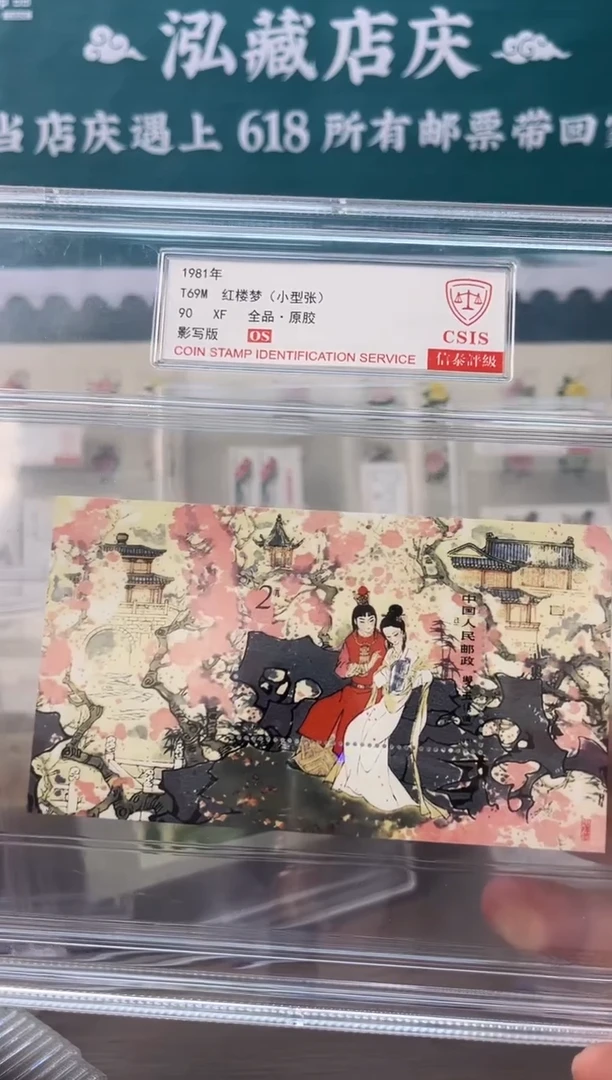 泓藏店庆
当店庆遇上 618 所有邮票带回
1981年
T69M 红楼梦（小型张）
90 XF 全品·原胶
影写版 OS
COIN STAMP IDENTIFICATION SERVICE
CSIS
信泰評級
2
中国人民邮政